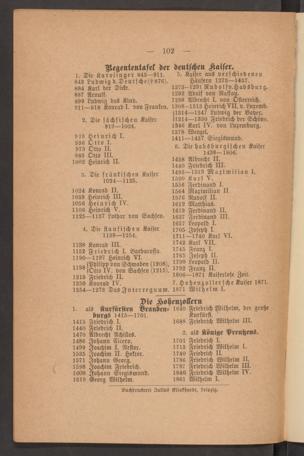 — 102 —
Regententafel der deutschen Kaiser.
1. Die Karolinger 843—911.
843 Ludwig d. Deutsche († 876).
884 Karl der Dicke.
887 Arnulf.
899 Ludwig das Kind.
911—918 Konrad I. von Franken.
2. Die sächsischen Kaiser
919—1024.
919 Heinrich I.
936 Otto I.
973 Otto II.
983 Otto III.
1002 Heinrich II.
3. Die fränkischen Kaiser
1024—1125.
1024 Konrad II.
1039 Heinrich III.
1056 Heinrich IV.
1106 Heinrich V.
1125—1137 Lothar von Sachsen.
4. Die staufischen Kaiser
1138—1254.
1138 Konrad III.
1152 Friedrich I. Barbarossa.
1190—1197 Heinrich VI.
1198 Philipp von Schwaben (1208)
Otto IV. von Sachsen (1215)
1215 Friedrich II.
1250 Konrad IV.
1254—1273 Das Interregnum.
5. Kaiser aus verschiedenen
Häusern 1273—1437.
1273—1291 Rudolf v. Habsburg.
1292 Adolf von Nassau.
1298 Albrecht I. von Österreich.
1308—1313 Heinrich VII. v. Luxemb.
1314—1347 Ludwig der Bayer.
1314—1330 Friedrich der Schöne.
1346 Karl IV. von Luxemburg.
1378 Wenzel.
1411—1437 Siegismund.
6. Die habsburgischen Kaiser
1438—1806.
1438 Albrecht II.
1440 Friedrich III.
1493—1519 Maximilian I.
1520 Karl V.
1556 Ferdinand I.
1564 Maximilian II.
1576 Rudolf II.
1612 Matthias.
1619 Ferdinand II.
1637 Ferdinand III.
1657 Leopold I.
1705 Joseph I.
1711—1740 Karl VI.
1742 Karl VII.
1745 Franz I.
1765 Joseph II.
1790 Leopold II.
1792 Franz II.
1806—1871 Kaiserlose Zeit.
7. Hohenzollersche Kaiser 1871.
1871 Wilhelm I.
Die Hohenzollern
1. als Kurfürsten Branden-
burgs 1415—1701.
1415 Friedrich I.
1440 Friedrich II.
1470 Albrecht Achilles.
1486 Johann Cicero.
1499 Joachim I. Nestor.
1535 Joachim II. Hektor.
1571 Johann Georg.
1598 Joachim Friedrich.
1608 Johann Siegismund.
1619 Georg Wilhelm.
1640 Friedrich Wilhelm, der große
Kurfürst.
1688 Friedrich Wilhelm III.
2. als Könige Preußens.
1701 Friedrich I.
1713 Friedrich Wilhelm I.
1740 Friedrich II.
1786 Friedrich Wilhelm II.
1797 Friedrich Wilhelm III.
1840 Friedrich Wilhelm IV.
1861 Wilhelm I.
Buchdruckerei Julius Klinkhardt, Leipzig.